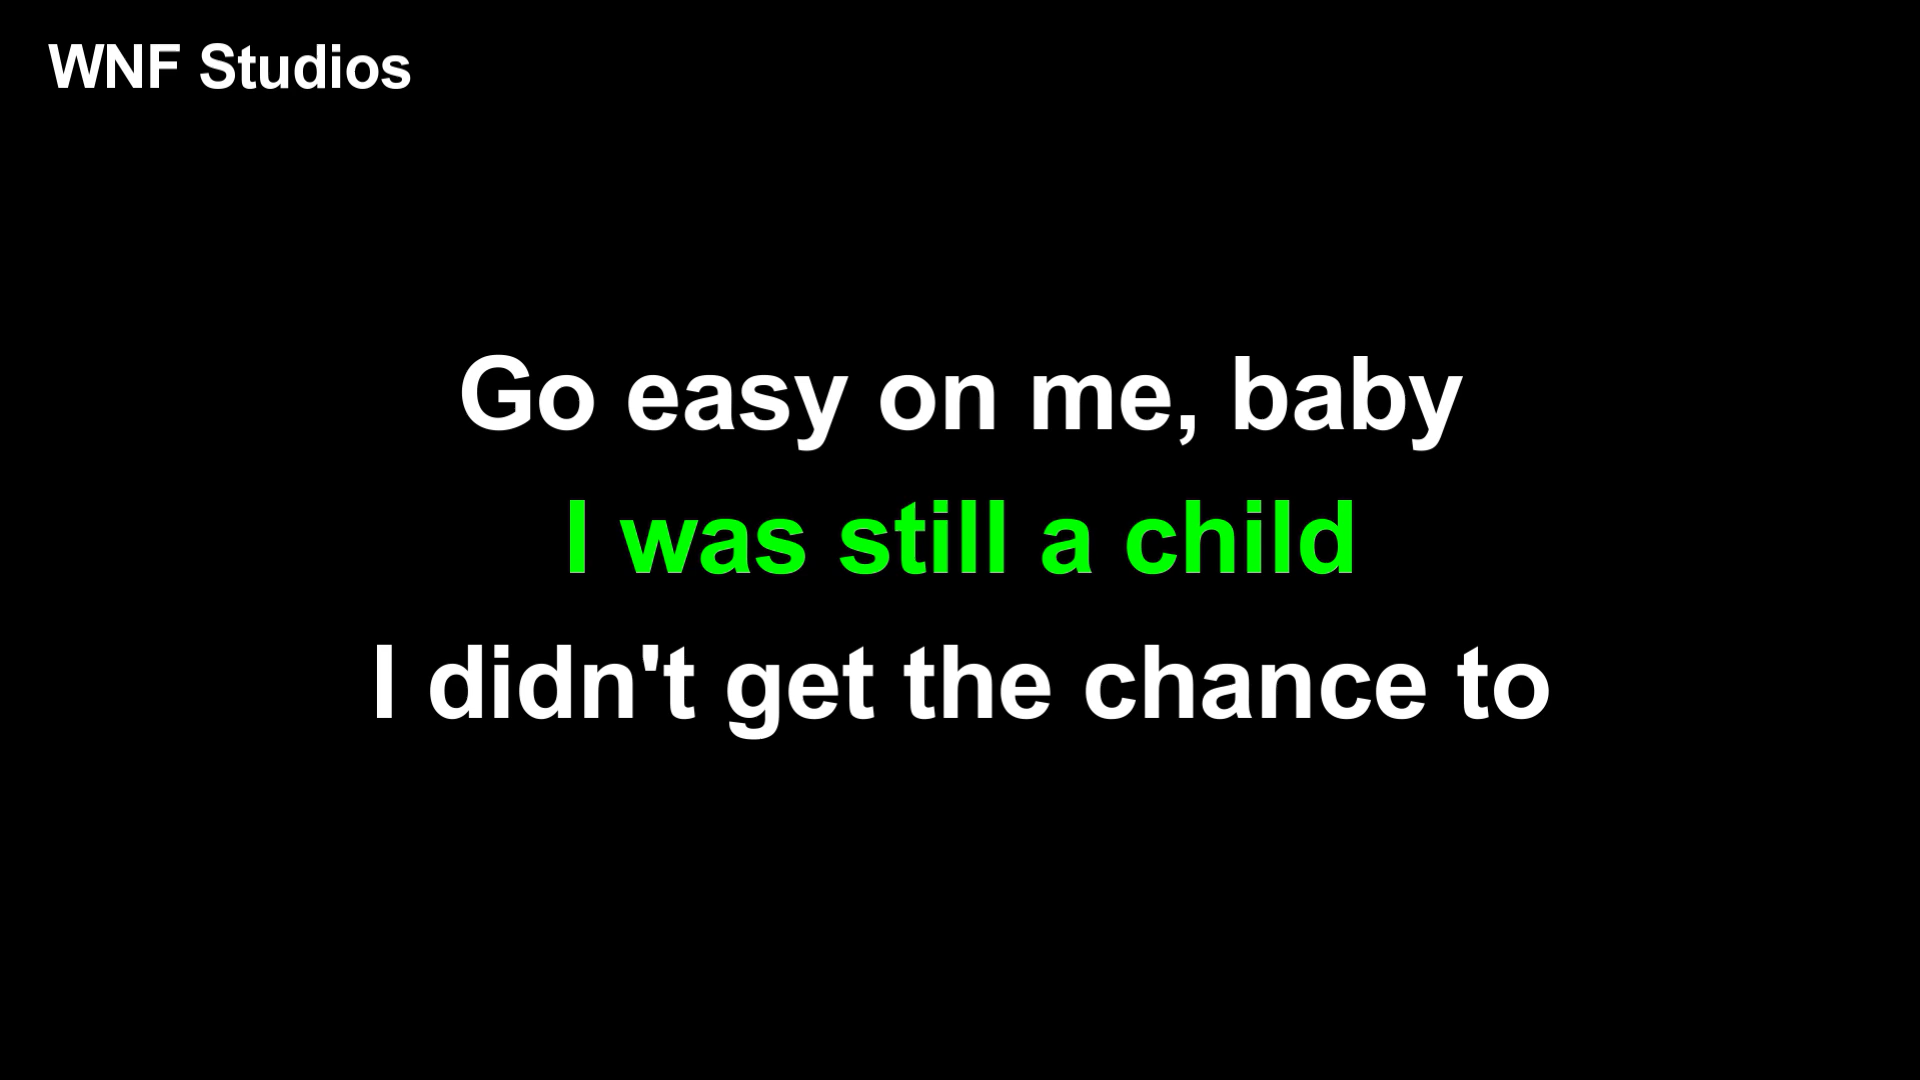 WNF Studios
Go easy on me, baby
I was still a child
I didn't get the chance to